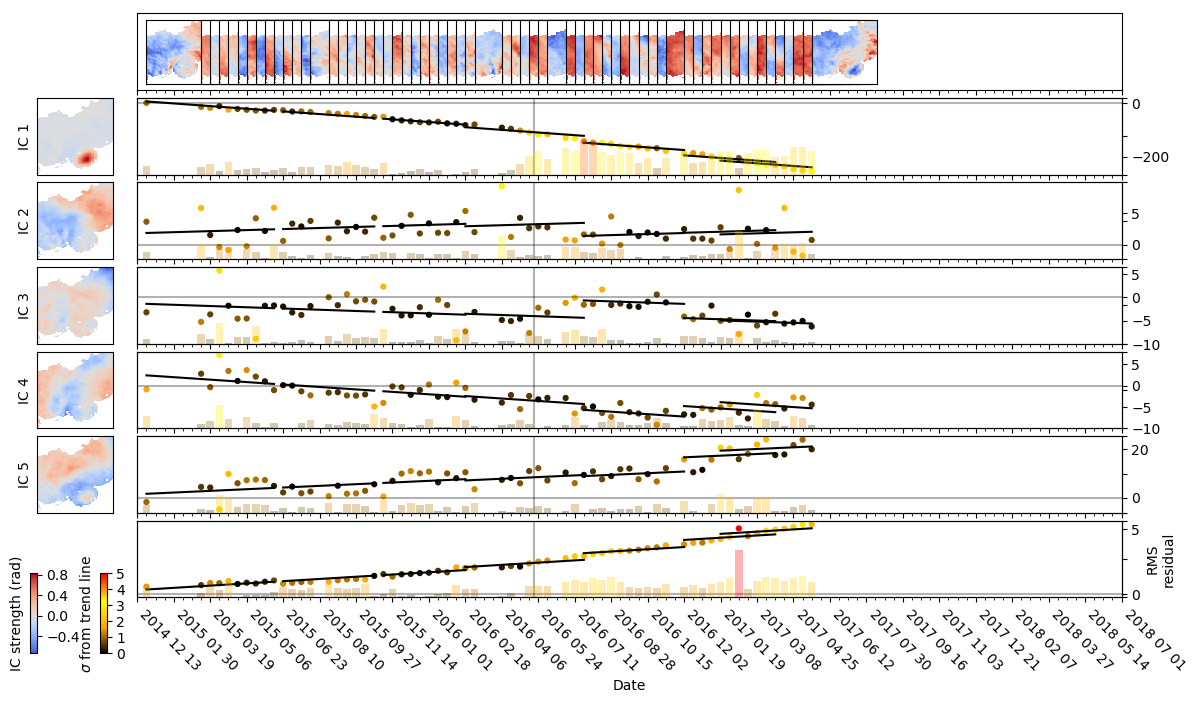 IC 1
0
−200
IC 2
5
0
IC 3
5
0
−5
−10
IC 4
5
0
−5
−10
IC 5
20
0
5
0
RMS
residual
IC strength (rad)
0.8
0.4
0.0
−0.4
σ from trend line
5
4
3
2
1
0
2014 12 13
2015 01 30
2015 03 19
2015 05 06
2015 06 23
2015 08 10
2015 09 27
2015 11 14
2016 01 01
2016 02 18
2016 04 06
2016 05 24
2016 07 11
2016 08 28
2016 10 15
2016 12 02
2017 01 19
2017 03 08
2017 04 25
2017 06 12
2017 07 30
2017 09 16
2017 11 03
2017 12 21
2018 02 07
2018 03 27
2018 05 14
2018 07 01
Date